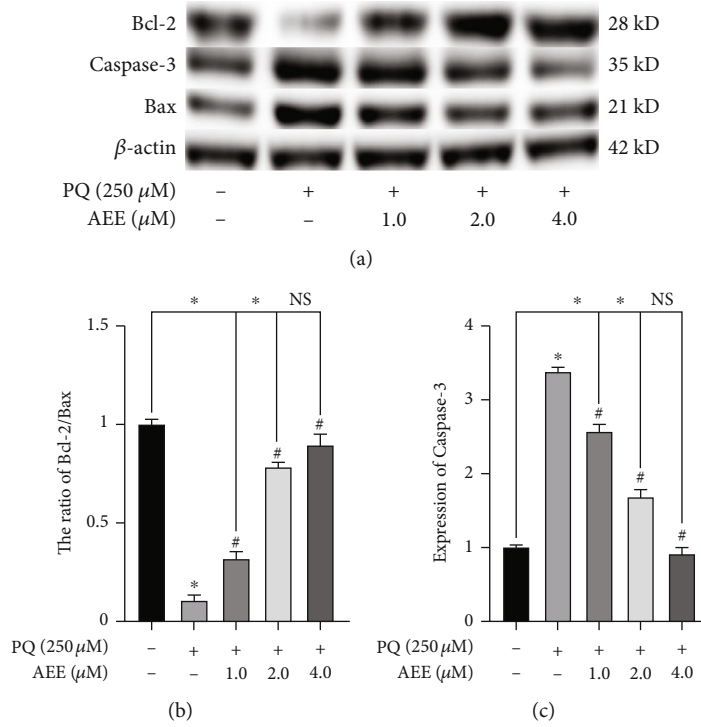 Bcl-2 28 kD
Caspase-3 35 kD
Bax 21 kD
β-actin 42 kD
PQ (250 μM) – + + + +
AEE (μM) – – 1.0 2.0 4.0
(a)
* * NS
1.5
1
0.5
0
The ratio of Bcl-2/Bax
* # # #
PQ (250 μM) – + + + +
AEE (μM) – – 1.0 2.0 4.0
(b)
* * NS
4
3
2
1
0
Expression of Caspase-3
* # # #
PQ (250 μM) – + + + +
AEE (μM) – – 1.0 2.0 4.0
(c)